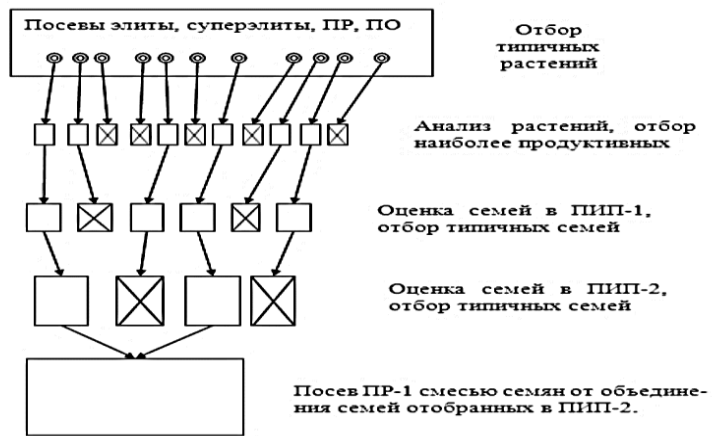 Посевы элиты, суперэлиты, ПР, ПО
Отбор
типичных
растений
Анализ растений, отбор
наиболее продуктивных
Оценка семей в ПИП-1,
отбор типичных семей
Оценка семей в ПИП-2,
отбор типичных семей
Посев ПР-1 смесью семян от объедине-
ния семей отобранных в ПИП-2.